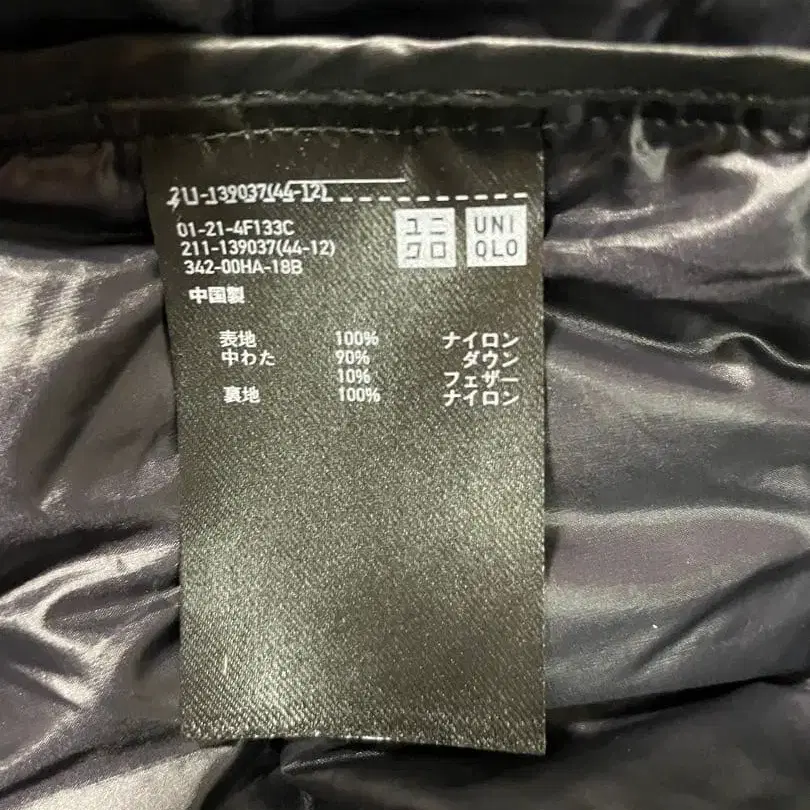 211-139037(44-12)
01-21-4F133C
211-139037(44-12)
342-00HA-18B
ユニ
クロ
UNI
QLO
中国製
表地 100% ナイロン
中わた 90% ダウン
10% フェザー
裏地 100% ナイロン